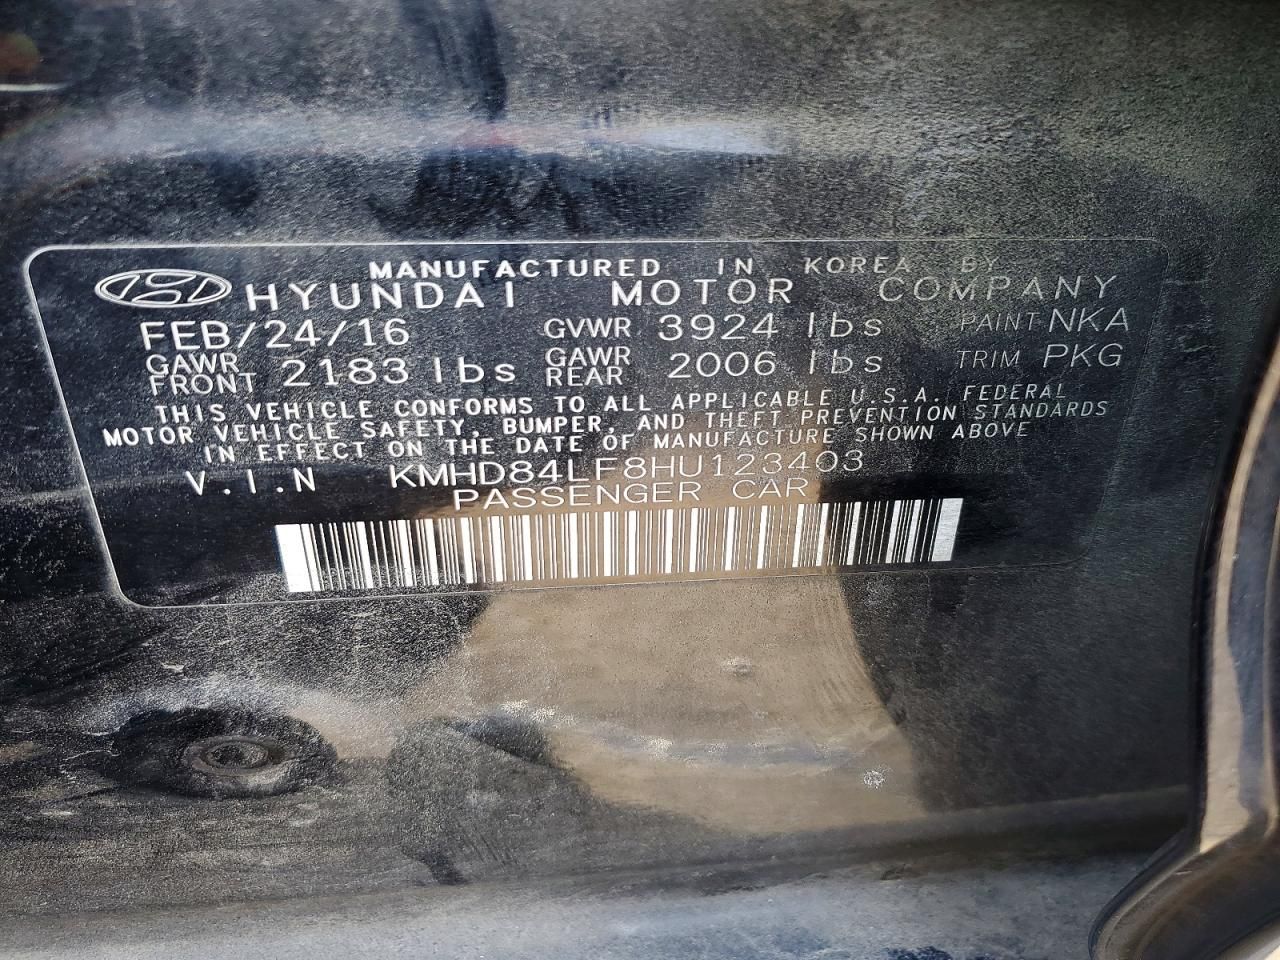 MANUFACTURED IN KOREA BY
HYUNDAI MOTOR COMPANY
FEB/24/16 GVWR 3924 lbs PAINT NKA
GAWR FRONT 2183 lbs GAWR REAR 2006 lbs TRIM PKG
THIS VEHICLE CONFORMS TO ALL APPLICABLE U.S.A. FEDERAL
MOTOR VEHICLE SAFETY, BUMPER, AND THEFT PREVENTION STANDARDS
IN EFFECT ON THE DATE OF MANUFACTURE SHOWN ABOVE
V.I.N KMHD84LF8HU123403
PASSENGER CAR